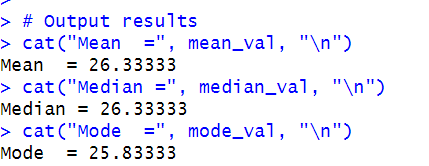 >
> # Output results
> cat("Mean  =", mean_val, "\n")
Mean  = 26.33333
> cat("Median =", median_val, "\n")
Median = 26.33333
> cat("Mode  =", mode_val, "\n")
Mode  = 25.83333